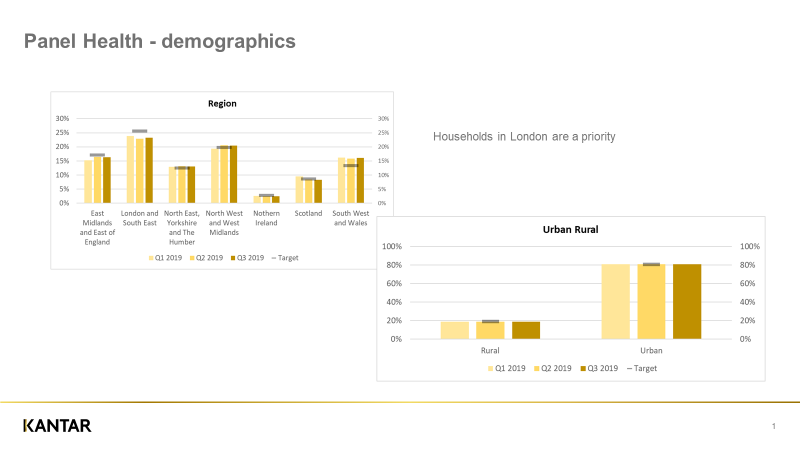 Panel Health - demographics
Region
30%
25%
20%
15%
10%
5%
0%
30%
25%
20%
15%
10%
5%
0%
East
Midlands
and East of
England
London and
South East
North East,
Yorkshire
and The
Humber
North West
and West
Midlands
Nothern
Ireland
Scotland
South West
and Wales
Q1 2019 Q2 2019 Q3 2019 Target
Households in London are a priority
Urban Rural
100%
80%
60%
40%
20%
0%
100%
80%
60%
40%
20%
0%
Rural
Urban
Q1 2019 Q2 2019 Q3 2019 Target
KANTAR
1